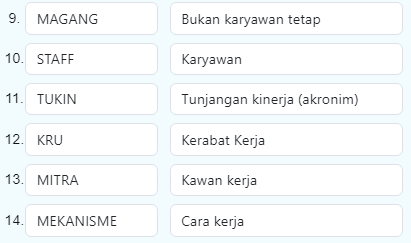 9. MAGANG Bukan karyawan tetap
10. STAFF Karyawan
11. TUKIN Tunjangan kinerja (akronim)
12. KRU Kerabat Kerja
13. MITRA Kawan kerja
14. MEKANISME Cara kerja